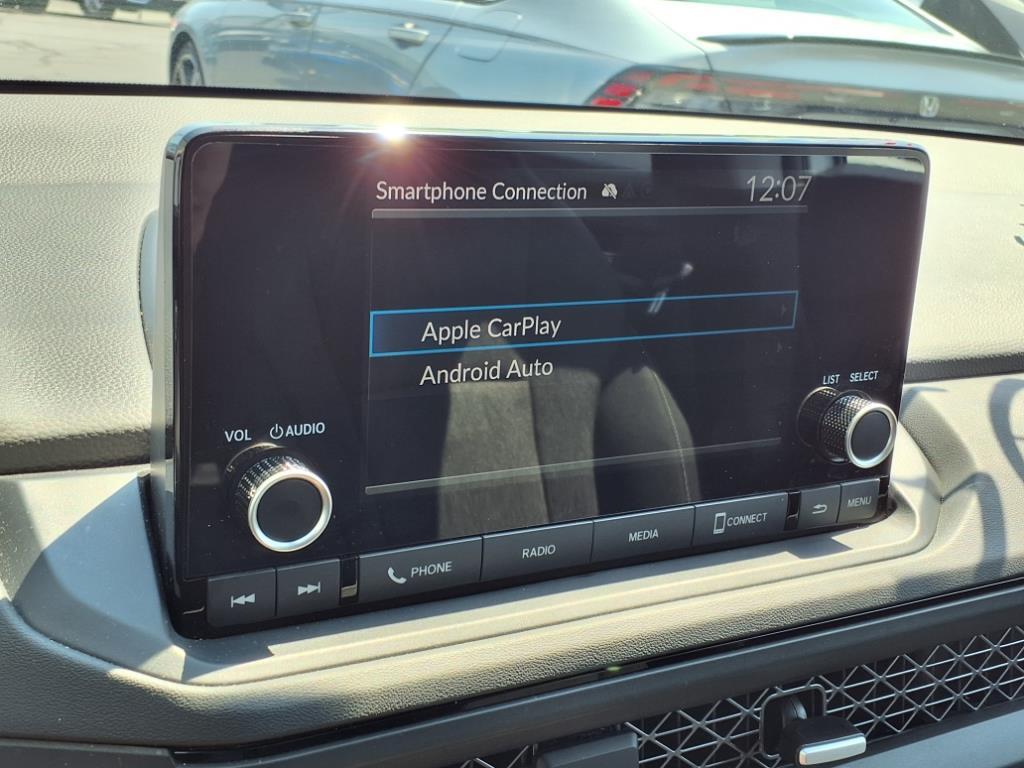 Smartphone Connection 12:07
Apple CarPlay
Android Auto
LIST SELECT
VOL AUDIO
PHONE RADIO MEDIA CONNECT MENU